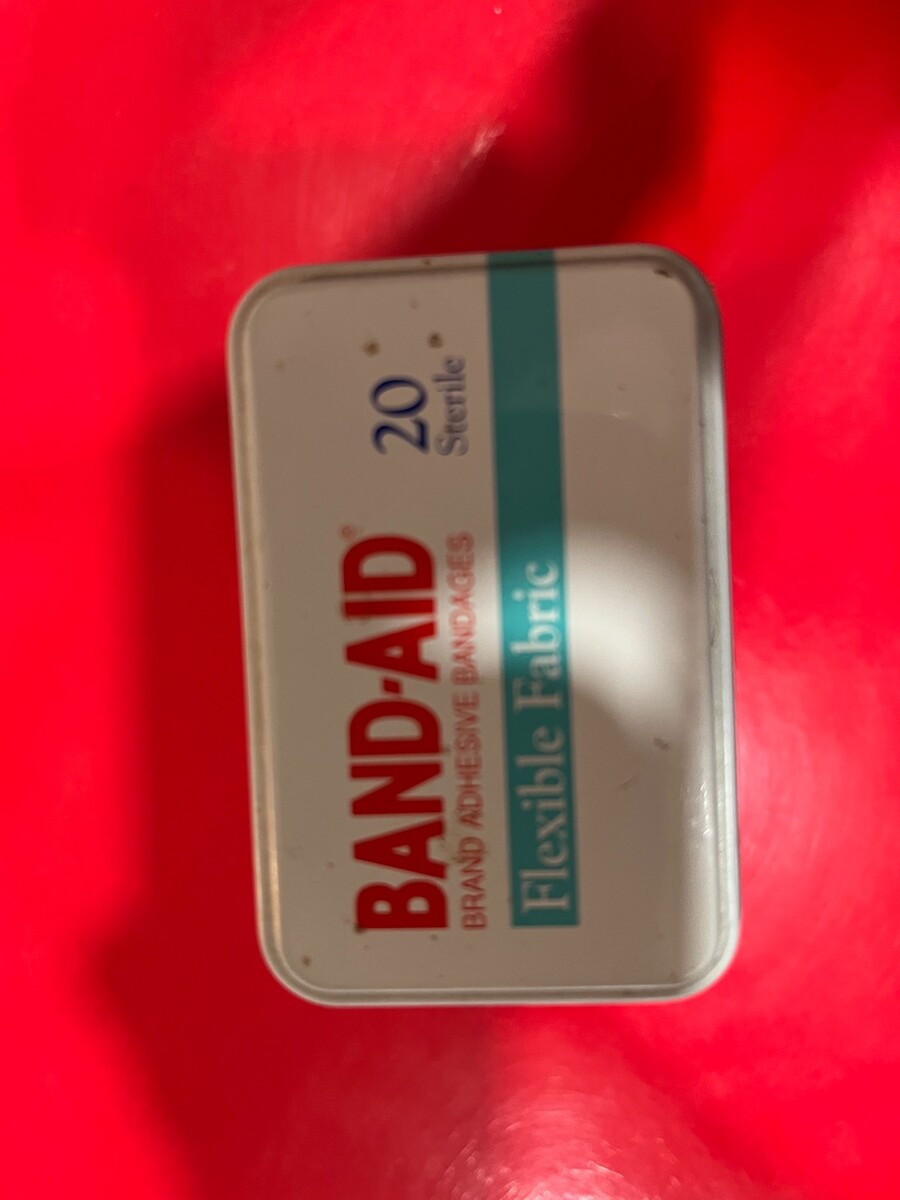 BAND-AID®
BRAND ADHESIVE BANDAGES
20
Sterile
Flexible Fabric